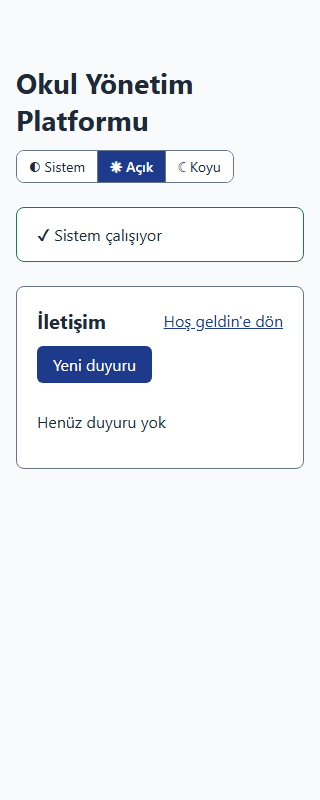 Okul Yönetim
Platformu
◐ Sistem ☀ Açık ☾ Koyu
✓ Sistem çalışıyor
İletişim Hoş geldin'e dön
Yeni duyuru
Henüz duyuru yok